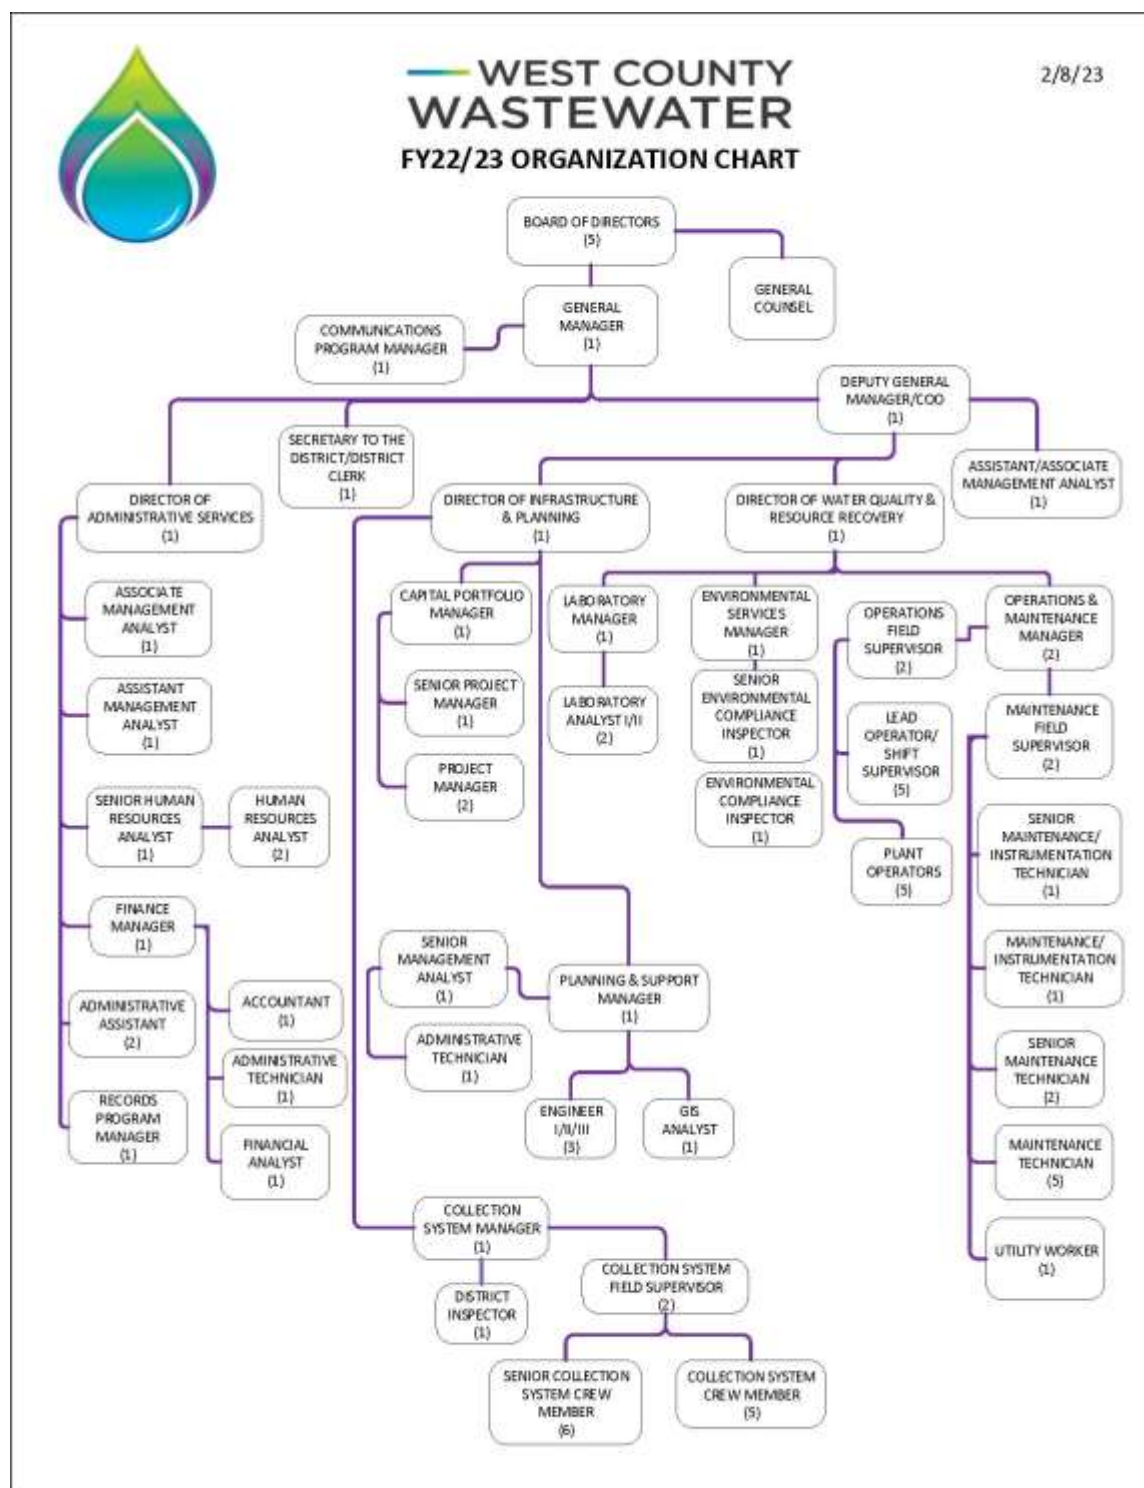 WEST COUNTY
WASTEWATER
FY22/23 ORGANIZATION CHART
2/8/23
BOARD OF DIRECTORS
(5)
GENERAL
COUNSEL
GENERAL
MANAGER
(1)
COMMUNICATIONS
PROGRAM MANAGER
(1)
DEPUTY GENERAL
MANAGER/COO
(1)
SECRETARY TO THE
DISTRICT/DISTRICT
CLERK
(1)
ASSISTANT/ASSOCIATE
MANAGEMENT ANALYST
(1)
DIRECTOR OF
ADMINISTRATIVE SERVICES
(1)
DIRECTOR OF INFRASTRUCTURE
& PLANNING
(1)
DIRECTOR OF WATER QUALITY &
RESOURCE RECOVERY
(1)
ASSOCIATE
MANAGEMENT
ANALYST
(1)
ASSISTANT
MANAGEMENT
ANALYST
(1)
SENIOR HUMAN
RESOURCES
ANALYST
(1)
HUMAN
RESOURCES
ANALYST
(2)
FINANCE
MANAGER
(1)
ACCOUNTANT
(1)
ADMINISTRATIVE
TECHNICIAN
(1)
FINANCIAL
ANALYST
(1)
ADMINISTRATIVE
ASSISTANT
(2)
RECORDS
PROGRAM
MANAGER
(1)
CAPITAL PORTFOLIO
MANAGER
(1)
SENIOR PROJECT
MANAGER
(1)
PROJECT
MANAGER
(2)
LABORATORY
MANAGER
(1)
LABORATORY
ANALYST I/II
(2)
ENVIRONMENTAL
SERVICES
MANAGER
(1)
SENIOR
ENVIRONMENTAL
COMPLIANCE
INSPECTOR
(1)
ENVIRONMENTAL
COMPLIANCE
INSPECTOR
(1)
OPERATIONS
FIELD
SUPERVISOR
(2)
LEAD
OPERATOR/
SHIFT
SUPERVISOR
(5)
PLANT
OPERATORS
(5)
OPERATIONS &
MAINTENANCE
MANAGER
(2)
MAINTENANCE
FIELD
SUPERVISOR
(2)
SENIOR
MAINTENANCE/
INSTRUMENTATION
TECHNICIAN
(1)
MAINTENANCE/
INSTRUMENTATION
TECHNICIAN
(1)
SENIOR
MAINTENANCE
TECHNICIAN
(2)
MAINTENANCE
TECHNICIAN
(5)
UTILITY WORKER
(1)
SENIOR
MANAGEMENT
ANALYST
(1)
PLANNING & SUPPORT
MANAGER
(1)
ADMINISTRATIVE
TECHNICIAN
(1)
ENGINEER
I/II/III
(3)
GIS
ANALYST
(1)
COLLECTION
SYSTEM MANAGER
(1)
DISTRICT
INSPECTOR
(1)
COLLECTION SYSTEM
FIELD SUPERVISOR
(2)
SENIOR COLLECTION
SYSTEM CREW
MEMBER
(6)
COLLECTION SYSTEM
CREW MEMBER
(5)